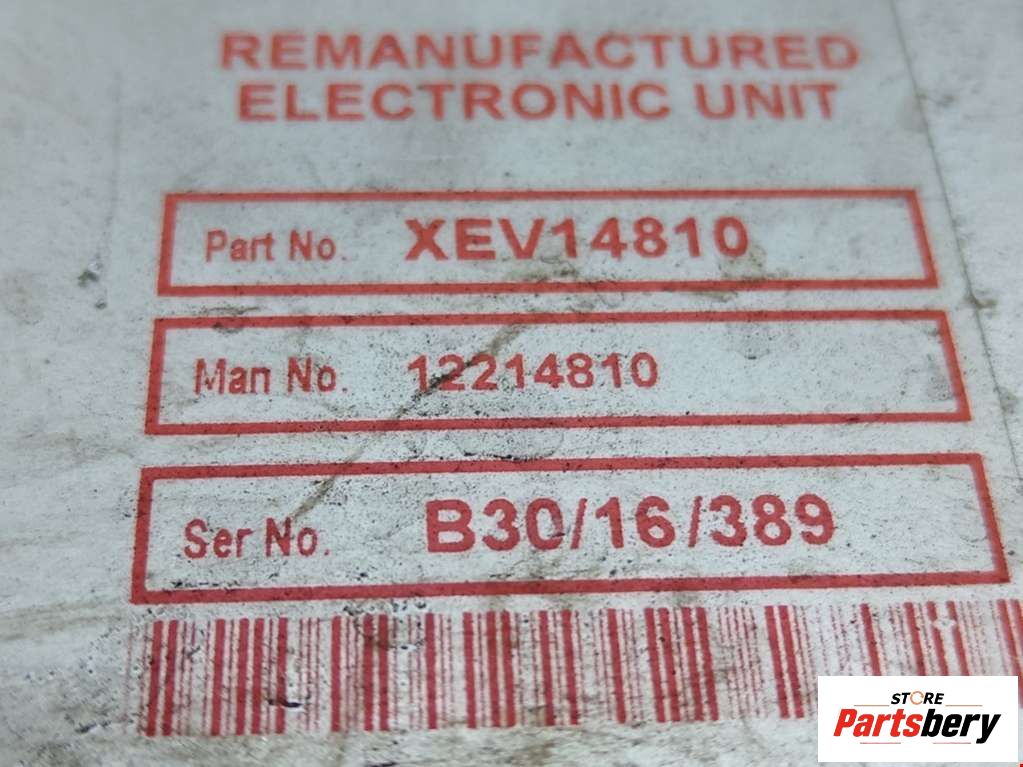 REMANUFACTURED
ELECTRONIC UNIT
Part No. XEV14810
Man No. 12214810
Ser No. B30/16/389
STORE
Partsbery